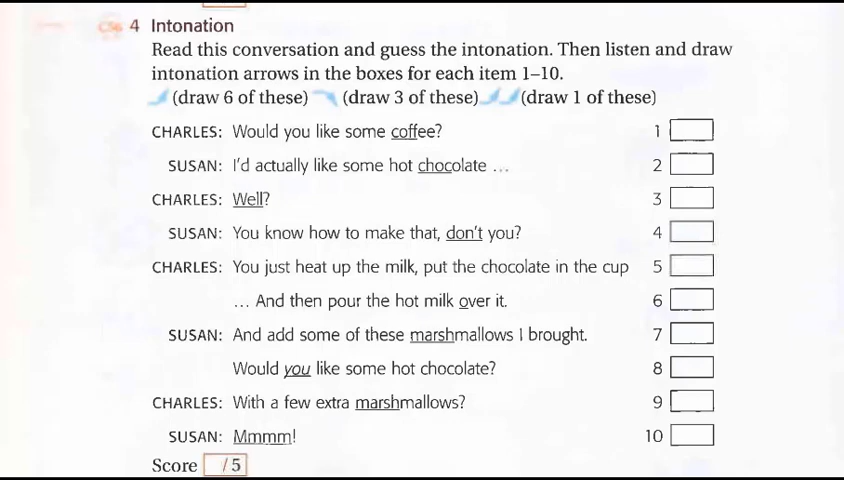 C56 4 Intonation
Read this conversation and guess the intonation. Then listen and draw
intonation arrows in the boxes for each item 1–10.
(draw 6 of these) (draw 3 of these) (draw 1 of these)
CHARLES: Would you like some coffee? 1
SUSAN: I'd actually like some hot chocolate ... 2
CHARLES: Well? 3
SUSAN: You know how to make that, don't you? 4
CHARLES: You just heat up the milk, put the chocolate in the cup 5
... And then pour the hot milk over it. 6
SUSAN: And add some of these marshmallows I brought. 7
Would you like some hot chocolate? 8
CHARLES: With a few extra marshmallows? 9
SUSAN: Mmmm! 10
Score /5